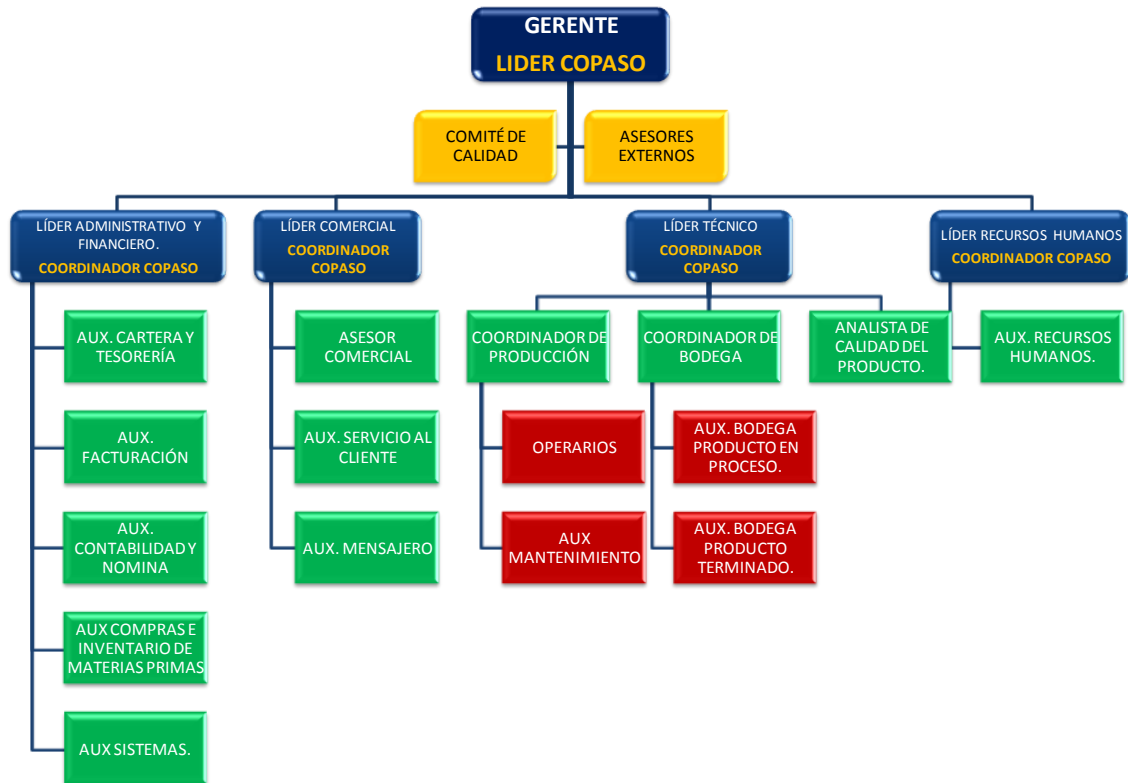 GERENTE
LIDER COPASO
COMITÉ DE
CALIDAD
ASESORES
EXTERNOS
LÍDER ADMINISTRATIVO Y
FINANCIERO.
COORDINADOR COPASO
LÍDER COMERCIAL
COORDINADOR
COPASO
LÍDER TÉCNICO
COORDINADOR
COPASO
LÍDER RECURSOS HUMANOS
COORDINADOR COPASO
AUX. CARTERA Y
TESORERÍA
ASESOR
COMERCIAL
COORDINADOR DE
PRODUCCIÓN
COORDINADOR DE
BODEGA
ANALISTA DE
CALIDAD DEL
PRODUCTO.
AUX. RECURSOS
HUMANOS.
AUX.
FACTURACIÓN
AUX. SERVICIO AL
CLIENTE
OPERARIOS
AUX. BODEGA
PRODUCTO EN
PROCESO.
AUX.
CONTABILIDAD Y
NOMINA
AUX. MENSAJERO
AUX
MANTENIMIENTO
AUX. BODEGA
PRODUCTO
TERMINADO.
AUX COMPRAS E
INVENTARIO DE
MATERIAS PRIMAS
AUX SISTEMAS.